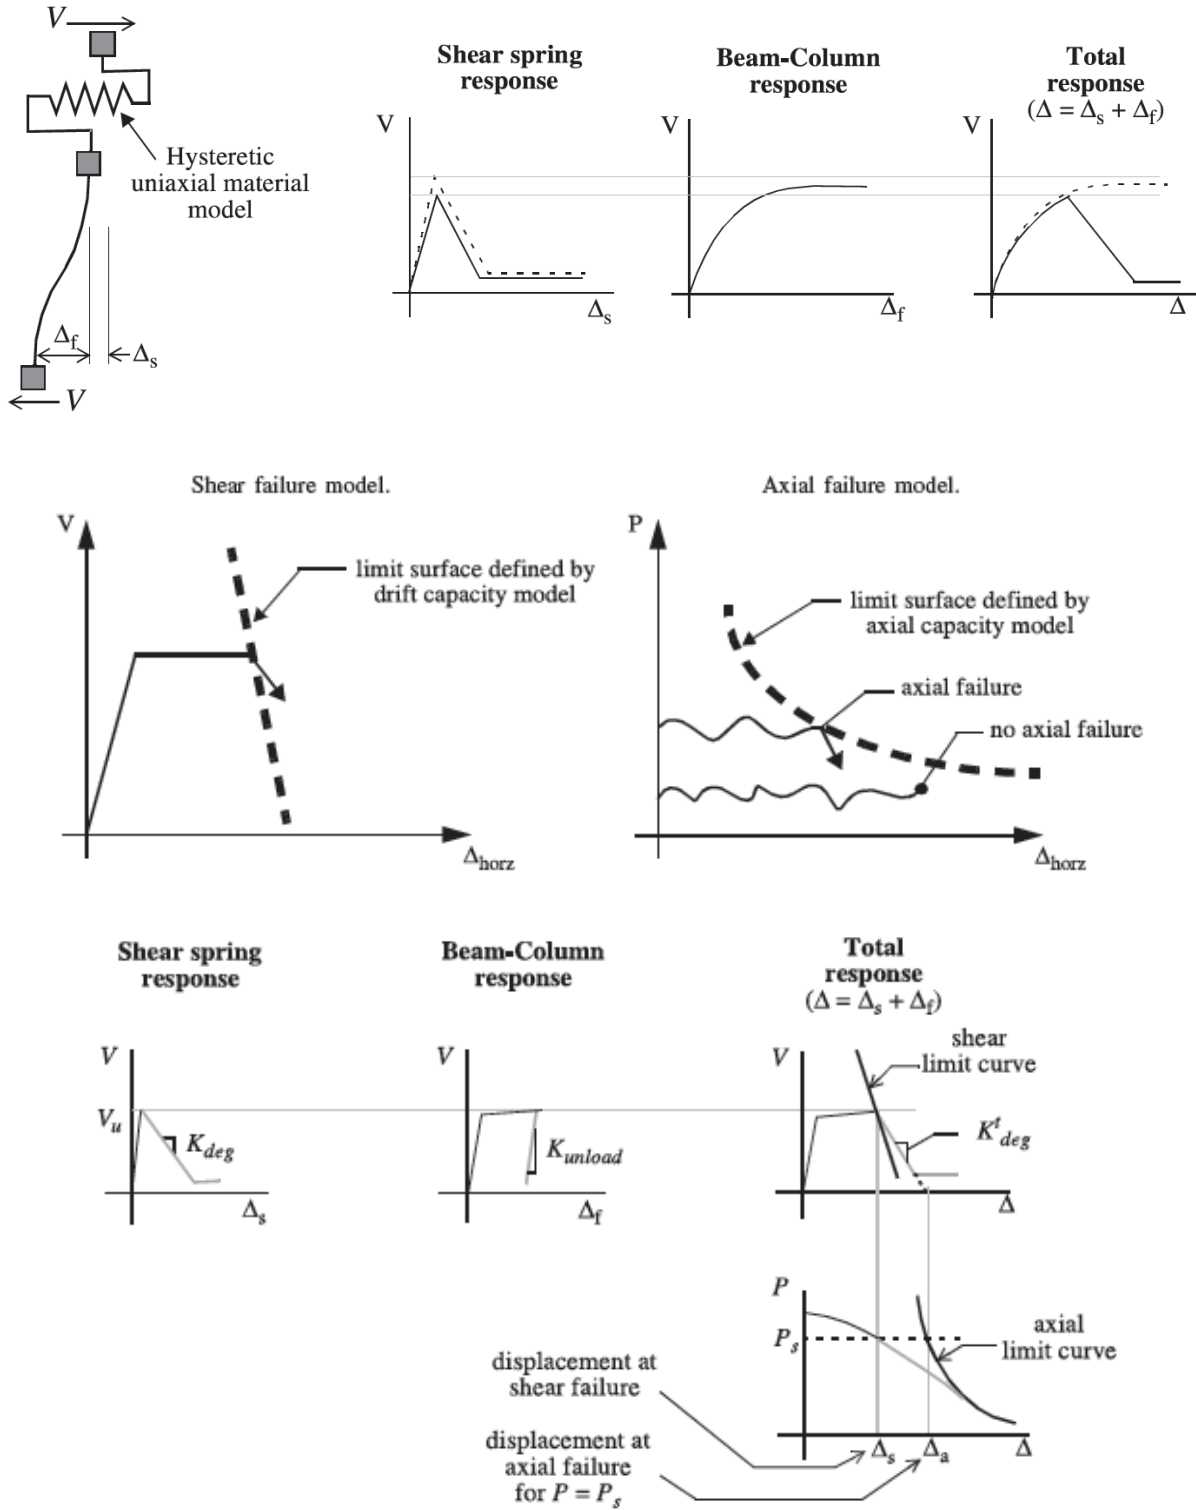 V
Hysteretic
uniaxial material
model
Δf
Δs
V
Shear spring
response
V
Δs
Beam-Column
response
V
Δf
Total
response
(Δ = Δs + Δf)
V
Δ
Shear failure model.
V
limit surface defined by
drift capacity model
Δhorz
Axial failure model.
P
limit surface defined by
axial capacity model
axial failure
no axial failure
Δhorz
Shear spring
response
V
Vu
Kdeg
Δs
Beam-Column
response
V
Kunload
Δf
Total
response
(Δ = Δs + Δf)
shear
limit curve
V
Kᵗdeg
Δ
P
Ps
axial
limit curve
displacement at
shear failure
displacement at
axial failure
for P = Ps
Δs
Δa
Δ